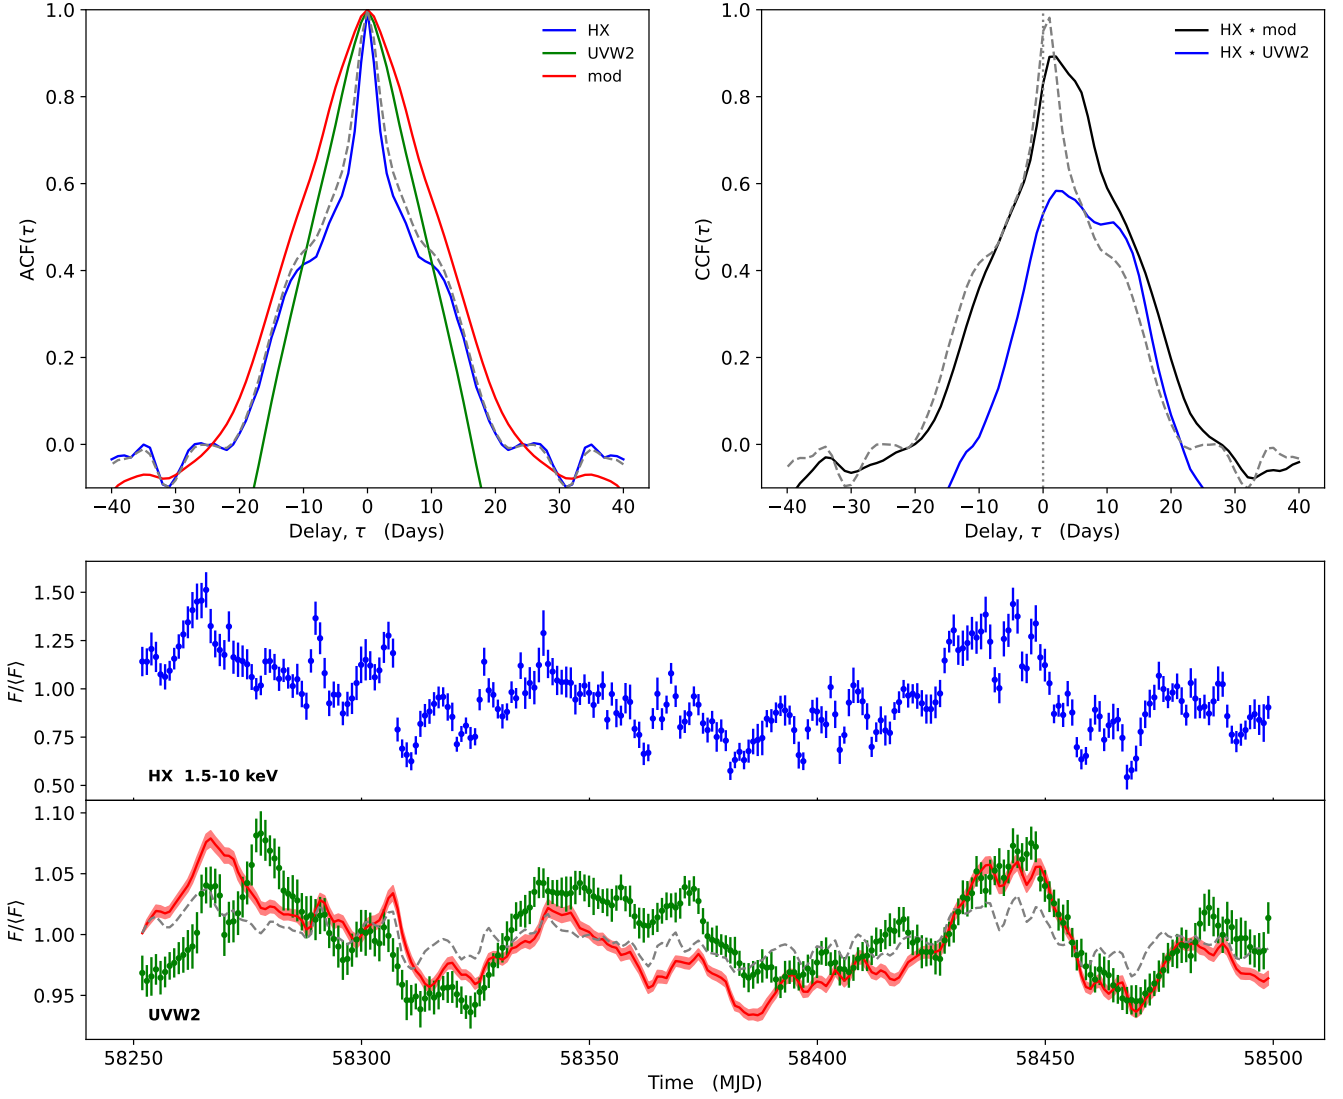 1.0
0.8
0.6
0.4
0.2
0.0
ACF(τ)
HX
UVW2
mod
−40 −30 −20 −10 0 10 20 30 40
Delay, τ (Days)
1.0
0.8
0.6
0.4
0.2
0.0
CCF(τ)
HX ⋆ mod
HX ⋆ UVW2
−40 −30 −20 −10 0 10 20 30 40
Delay, τ (Days)
1.50
1.25
1.00
0.75
0.50
F/⟨F⟩
HX 1.5-10 keV
1.10
1.05
1.00
0.95
F/⟨F⟩
UVW2
58250 58300 58350 58400 58450 58500
Time (MJD)